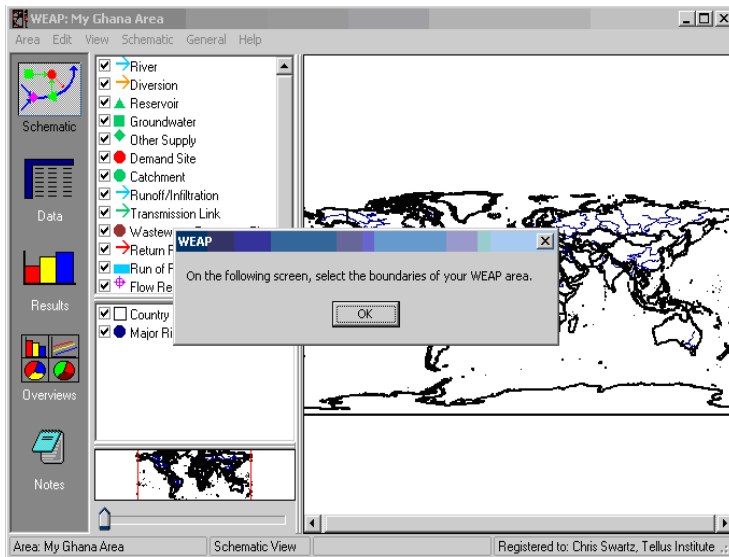 WEAP: My Ghana Area
Area Edit View Schematic General Help
Schematic
Data
Results
Overviews
Notes
River
Diversion
Reservoir
Groundwater
Other Supply
Demand Site
Catchment
Runoff/Infiltration
Transmission Link
Return
Run of
Flow
Country
Major
WEAP
On the following screen, select the boundaries of your WEAP area.
OK
Area: My Ghana Area
Schematic View
Registered to: Chris Swartz, Tellus Institute